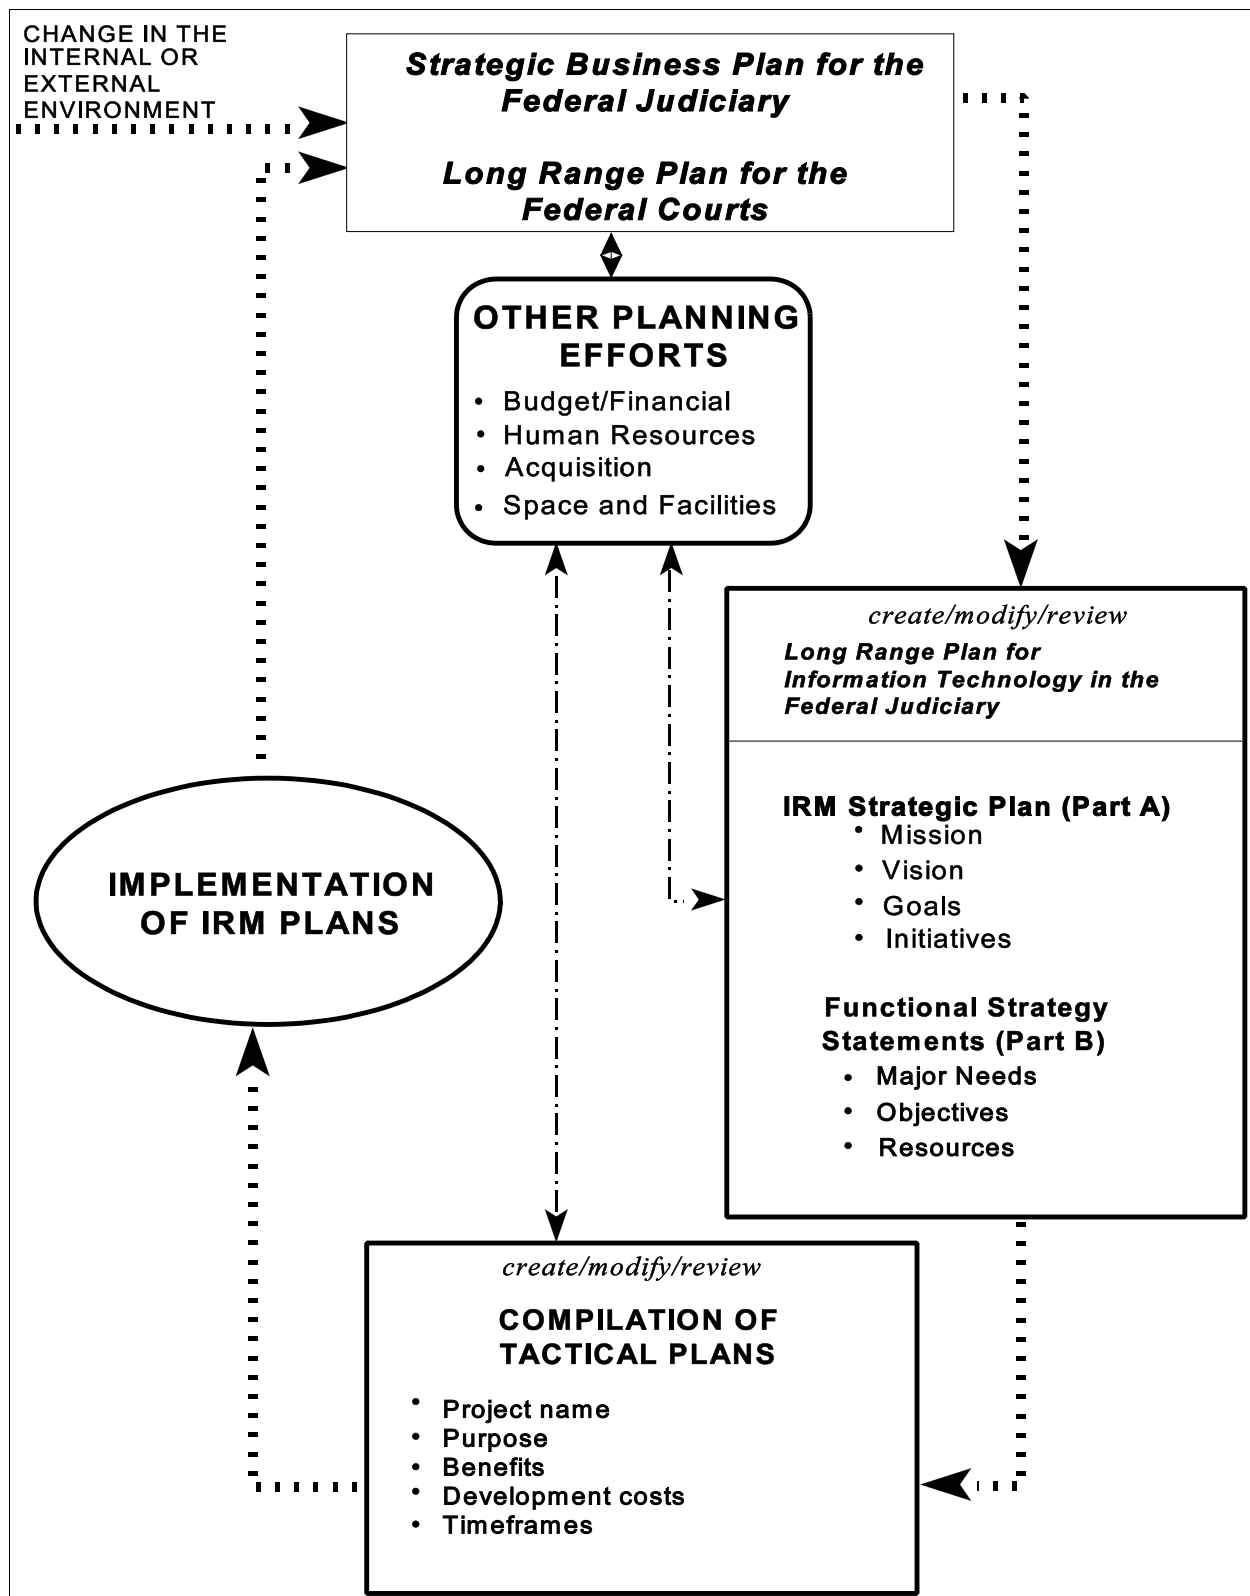 CHANGE IN THE
INTERNAL OR
EXTERNAL
ENVIRONMENT
Strategic Business Plan for the
Federal Judiciary
Long Range Plan for the
Federal Courts
OTHER PLANNING
EFFORTS
• Budget/Financial
• Human Resources
• Acquisition
• Space and Facilities
create/modify/review
Long Range Plan for
Information Technology in the
Federal Judiciary
IRM Strategic Plan (Part A)
• Mission
• Vision
• Goals
• Initiatives
Functional Strategy
Statements (Part B)
• Major Needs
• Objectives
• Resources
IMPLEMENTATION
OF IRM PLANS
create/modify/review
COMPILATION OF
TACTICAL PLANS
• Project name
• Purpose
• Benefits
• Development costs
• Timeframes